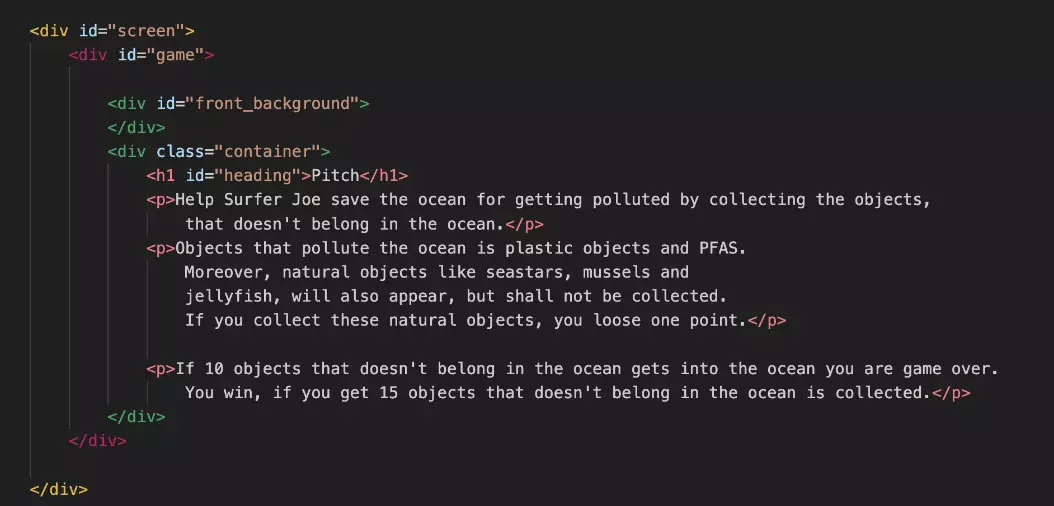 <div id="screen">
<div id="game">
<div id="front_background">
</div>
<div class="container">
<h1 id="heading">Pitch</h1>
<p>Help Surfer Joe save the ocean for getting polluted by collecting the objects,
that doesn't belong in the ocean.</p>
<p>Objects that pollute the ocean is plastic objects and PFAS.
Moreover, natural objects like seastars, mussels and
jellyfish, will also appear, but shall not be collected.
If you collect these natural objects, you loose one point.</p>
<p>If 10 objects that doesn't belong in the ocean gets into the ocean you are game over.
You win, if you get 15 objects that doesn't belong in the ocean is collected.</p>
</div>
</div>
</div>